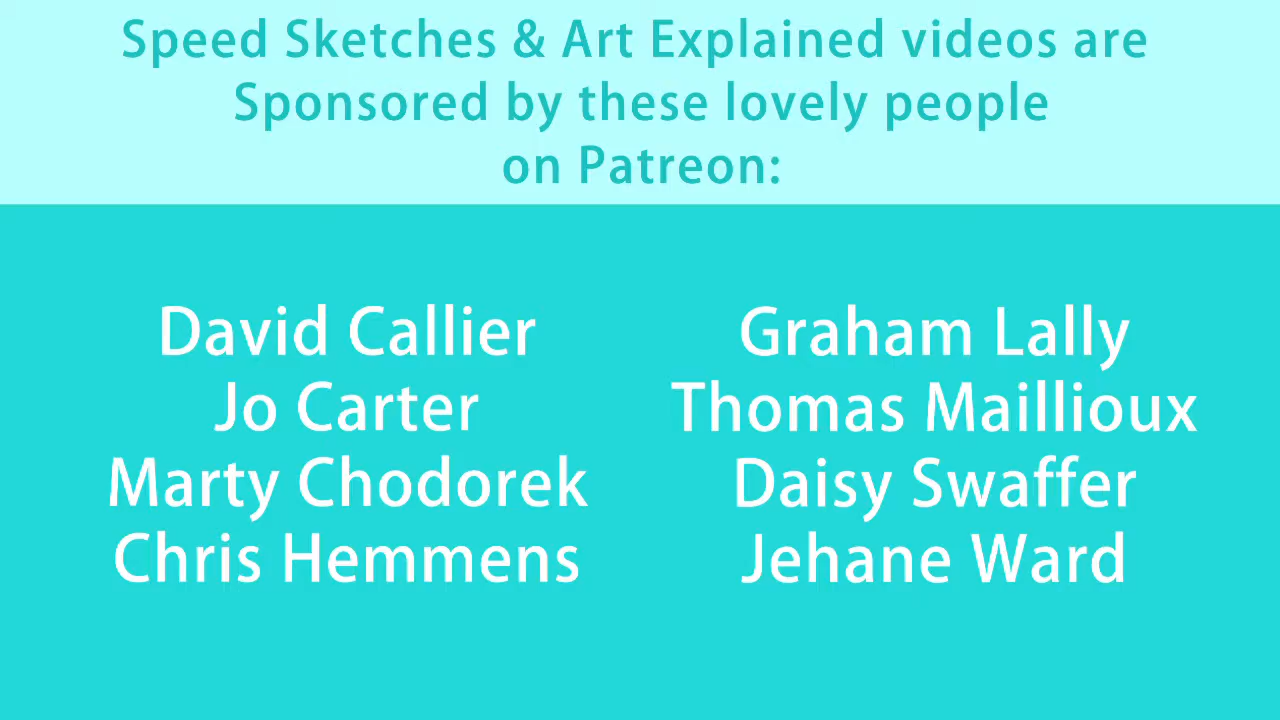 Speed Sketches & Art Explained videos are
Sponsored by these lovely people
on Patreon:
David Callier
Jo Carter
Marty Chodorek
Chris Hemmens
Graham Lally
Thomas Maillioux
Daisy Swaffer
Jehane Ward